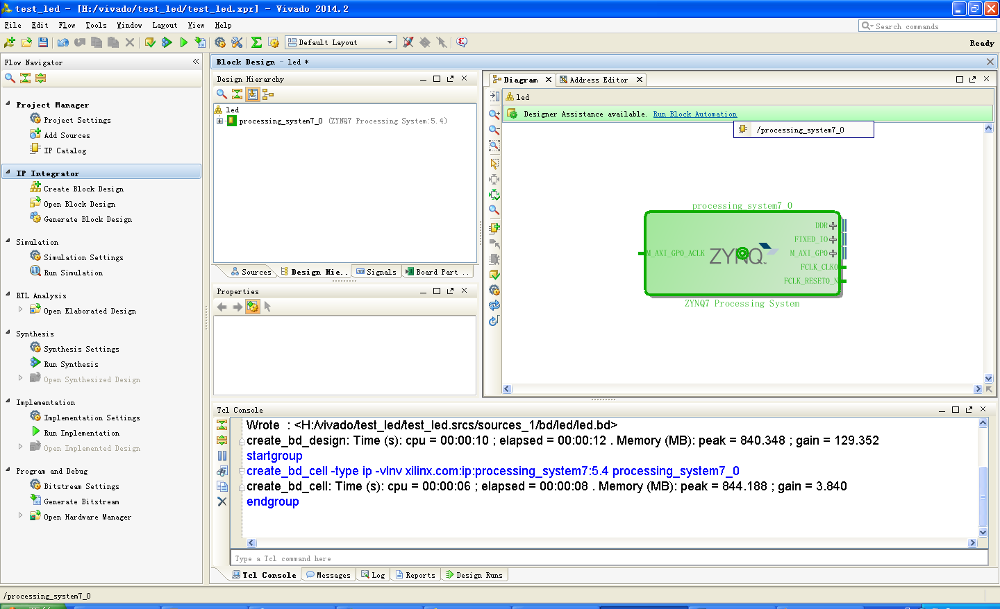 test_led - [H:/vivado/test_led/test_led.xpr] - Vivado 2014.2
File Edit Flow Tools Window Layout View Help
Search commands
Default Layout
Ready
Flow Navigator
Project Manager
Project Settings
Add Sources
IP Catalog
IP Integrator
Create Block Design
Open Block Design
Generate Block Design
Simulation
Simulation Settings
Run Simulation
RTL Analysis
Open Elaborated Design
Synthesis
Synthesis Settings
Run Synthesis
Open Synthesized Design
Implementation
Implementation Settings
Run Implementation
Open Implemented Design
Program and Debug
Bitstream Settings
Generate Bitstream
Open Hardware Manager
Block Design - led *
Design Hierarchy
led
processing_system7_0 (ZYNQ7 Processing System:5.4)
Sources Design Hie.. Signals Board Part ..
Properties
Diagram Address Editor
led
Designer Assistance available. Run Block Automation
/processing_system7_0
processing_system7_0
DDR
FIXED_IO
M_AXI_GP0_ACLK
ZYNQ.
M_AXI_GP0
FCLK_CLK0
FCLK_RESET0_N
ZYNQ7 Processing System
Tcl Console
Wrote : <H:/vivado/test_led/test_led.srcs/sources_1/bd/led/led.bd>
create_bd_design: Time (s): cpu = 00:00:10 ; elapsed = 00:00:12 . Memory (MB): peak = 840.348 ; gain = 129.352
startgroup
create_bd_cell -type ip -vlnv xilinx.com:ip:processing_system7:5.4 processing_system7_0
create_bd_cell: Time (s): cpu = 00:00:06 ; elapsed = 00:00:08 . Memory (MB): peak = 844.188 ; gain = 3.840
endgroup
Type a Tcl command here
Tcl Console Messages Log Reports Design Runs
/processing_system7_0